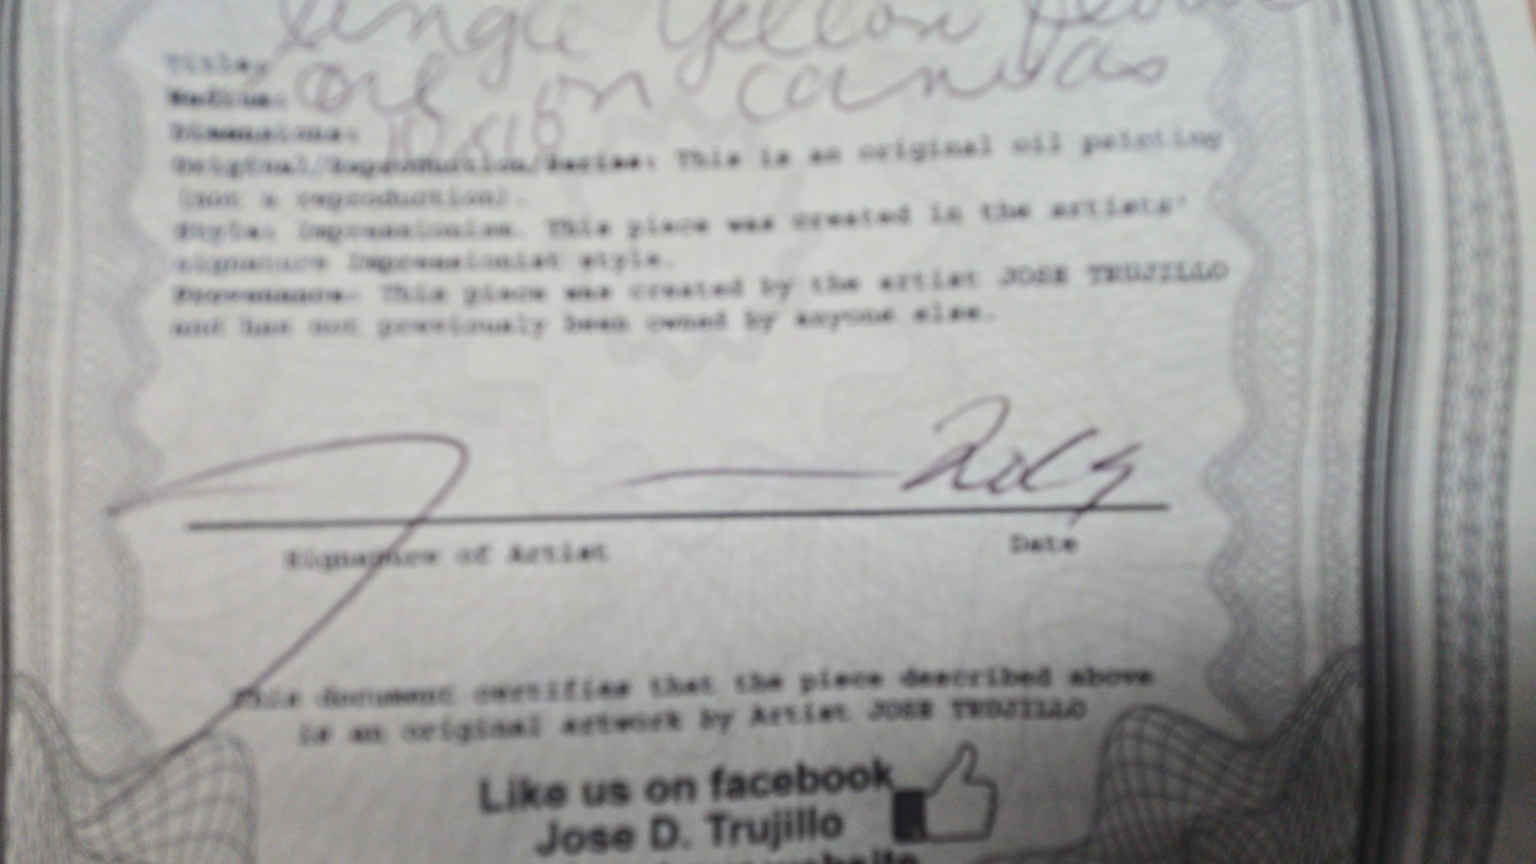 Single Yellow Flower
Title:
Medium: oil on canvas
Dimensions:
Original/Reproduction/Series: This is an original oil painting
(not a reproduction).
Style: Impressionism. This piece was created in the artists'
signature Impressionist style.
Provenance: This piece was created by the artist JOSE TRUJILLO
and has not previously been owned by anyone else.
Signature of Artist
Date
This document certifies that the piece described above
is an original artwork by Artist JOSE TRUJILLO
Like us on facebook
Jose D. Trujillo